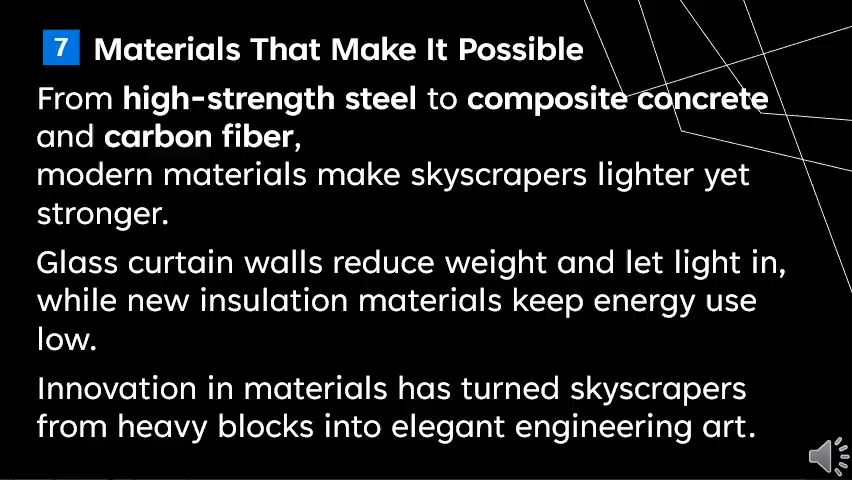 7 Materials That Make It Possible
From high-strength steel to composite concrete
and carbon fiber,
modern materials make skyscrapers lighter yet
stronger.
Glass curtain walls reduce weight and let light in,
while new insulation materials keep energy use
low.
Innovation in materials has turned skyscrapers
from heavy blocks into elegant engineering art.